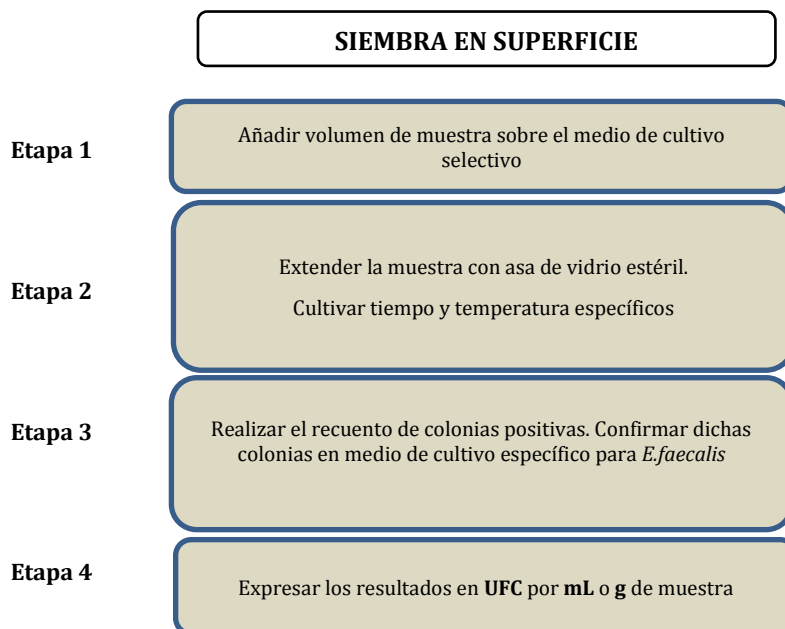 SIEMBRA EN SUPERFICIE
Etapa 1
Añadir volumen de muestra sobre el medio de cultivo
selectivo
Etapa 2
Extender la muestra con asa de vidrio estéril.
Cultivar tiempo y temperatura específicos
Etapa 3
Realizar el recuento de colonias positivas. Confirmar dichas
colonias en medio de cultivo específico para E.faecalis
Etapa 4
Expresar los resultados en UFC por mL o g de muestra